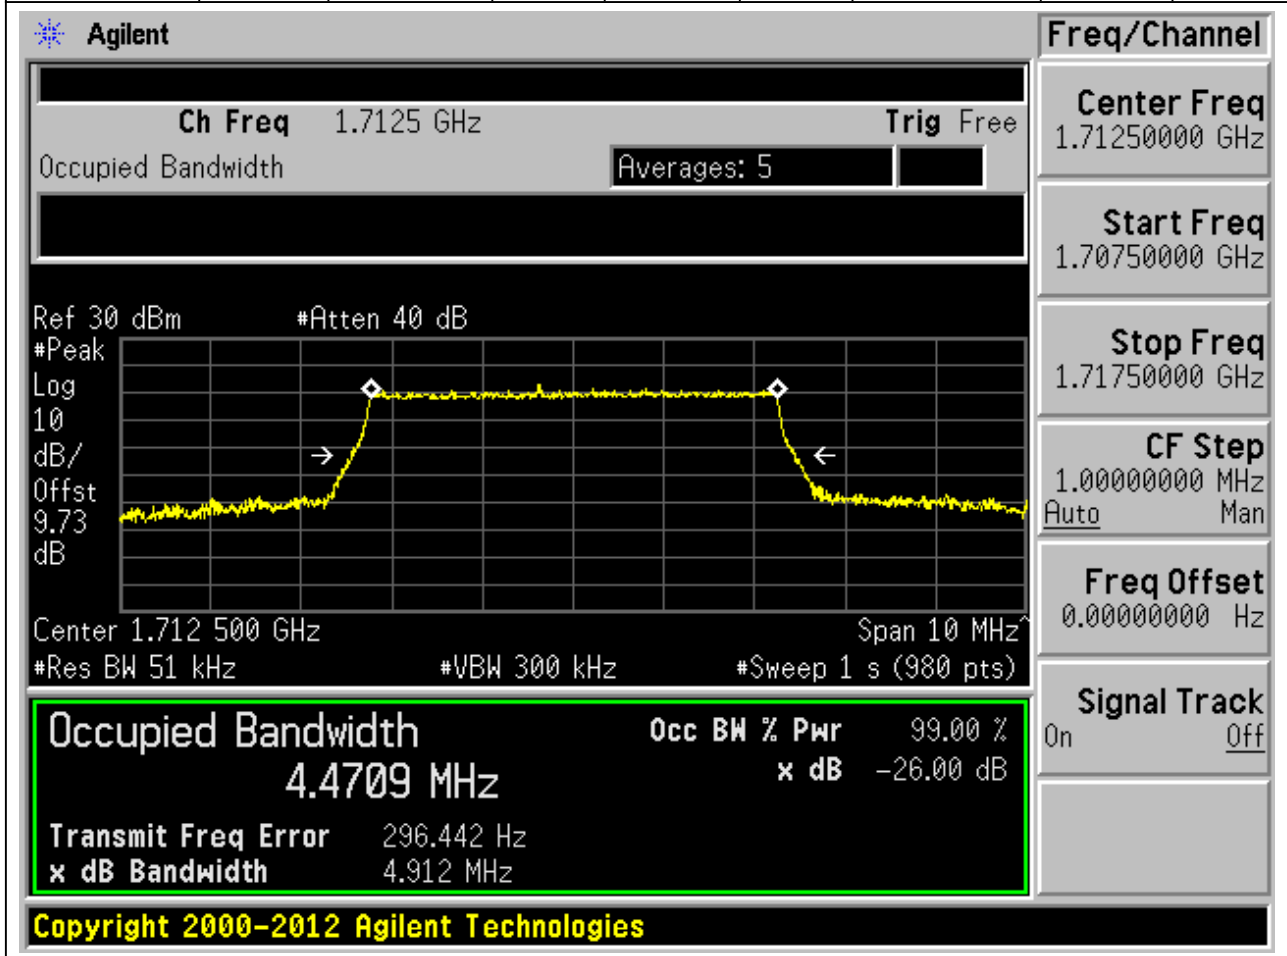 Agilent
Freq/Channel
Ch Freq 1.7125 GHz Trig Free
Occupied Bandwidth Averages: 5
Center Freq
1.71250000 GHz
Start Freq
1.70750000 GHz
Stop Freq
1.71750000 GHz
CF Step
1.00000000 MHz
Auto Man
Freq Offset
0.00000000 Hz
Signal Track
On Off
Ref 30 dBm #Atten 40 dB
#Peak
Log
10
dB/
Offst
9.73
dB
Center 1.712 500 GHz Span 10 MHz^
#Res BW 51 kHz #VBW 300 kHz #Sweep 1 s (980 pts)
Occupied Bandwidth Occ BW % Pwr 99.00 %
4.4709 MHz x dB -26.00 dB
Transmit Freq Error 296.442 Hz
x dB Bandwidth 4.912 MHz
Copyright 2000-2012 Agilent Technologies